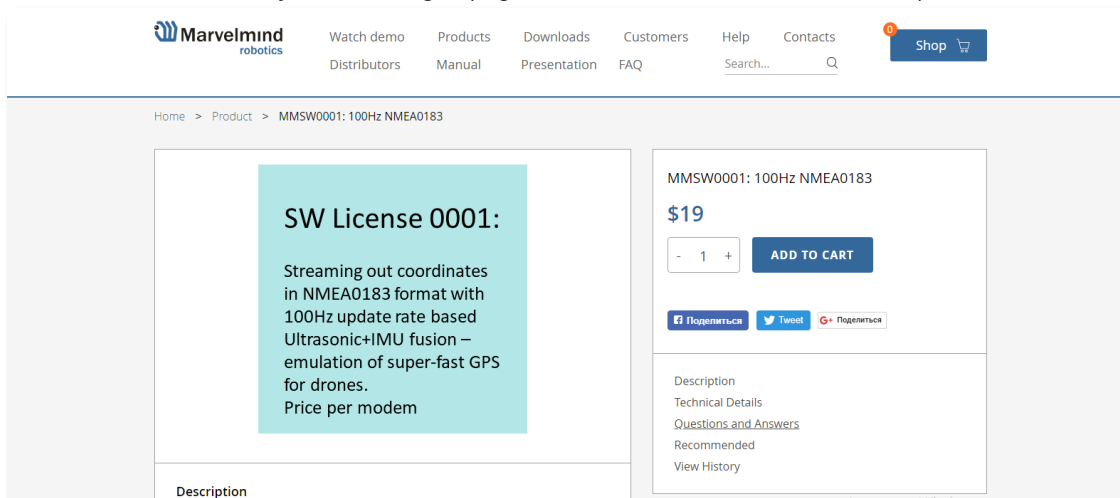 Marvelmind
robotics
Watch demo Products Downloads Customers Help Contacts
Distributors Manual Presentation FAQ Search...
0
Shop
Home > Product > MMSW0001: 100Hz NMEA0183
SW License 0001:
Streaming out coordinates
in NMEA0183 format with
100Hz update rate based
Ultrasonic+IMU fusion –
emulation of super-fast GPS
for drones.
Price per modem
Description
MMSW0001: 100Hz NMEA0183
$19
- 1 + ADD TO CART
Поделиться Tweet G+ Поделиться
Description
Technical Details
Questions and Answers
Recommended
View History